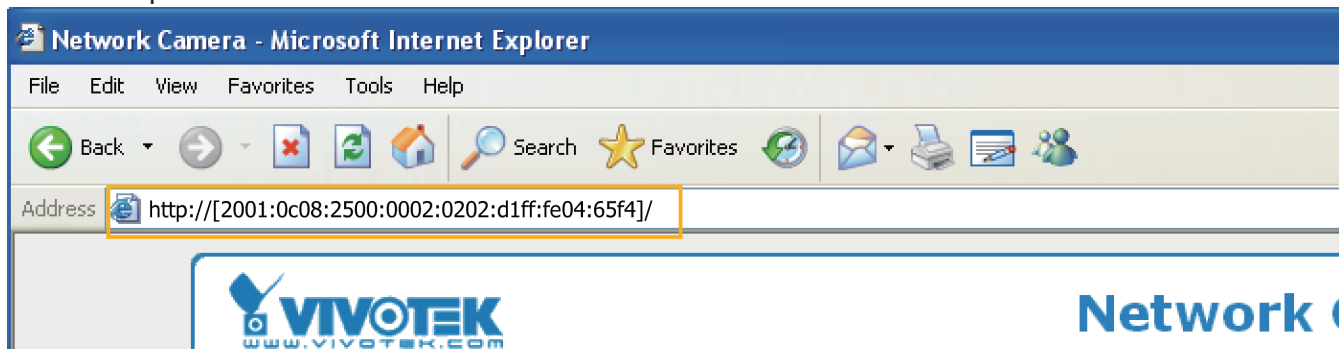 Network Camera - Microsoft Internet Explorer
File Edit View Favorites Tools Help
Back Search Favorites
Address http://[2001:0c08:2500:0002:0202:d1ff:fe04:65f4]/
VIVOTEK Network
WWW.VIVOTEK.COM